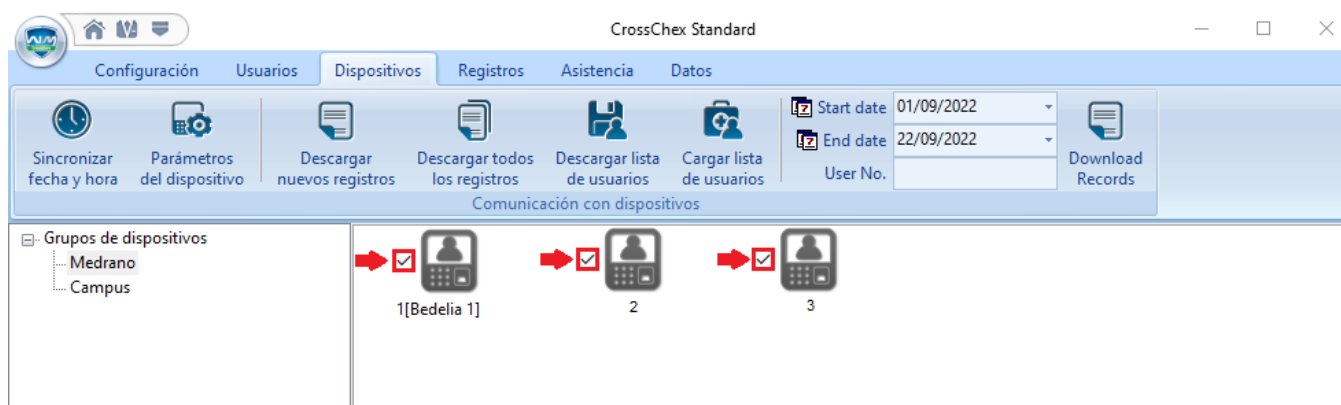 CrossChex Standard
Configuración Usuarios Dispositivos Registros Asistencia Datos
Sincronizar
fecha y hora
Parámetros
del dispositivo
Descargar
nuevos registros
Descargar todos
los registros
Descargar lista
de usuarios
Cargar lista
de usuarios
Start date 01/09/2022
End date 22/09/2022
User No.
Download
Records
Comunicación con dispositivos
Grupos de dispositivos
Medrano
Campus
1[Bedelia 1]
2
3